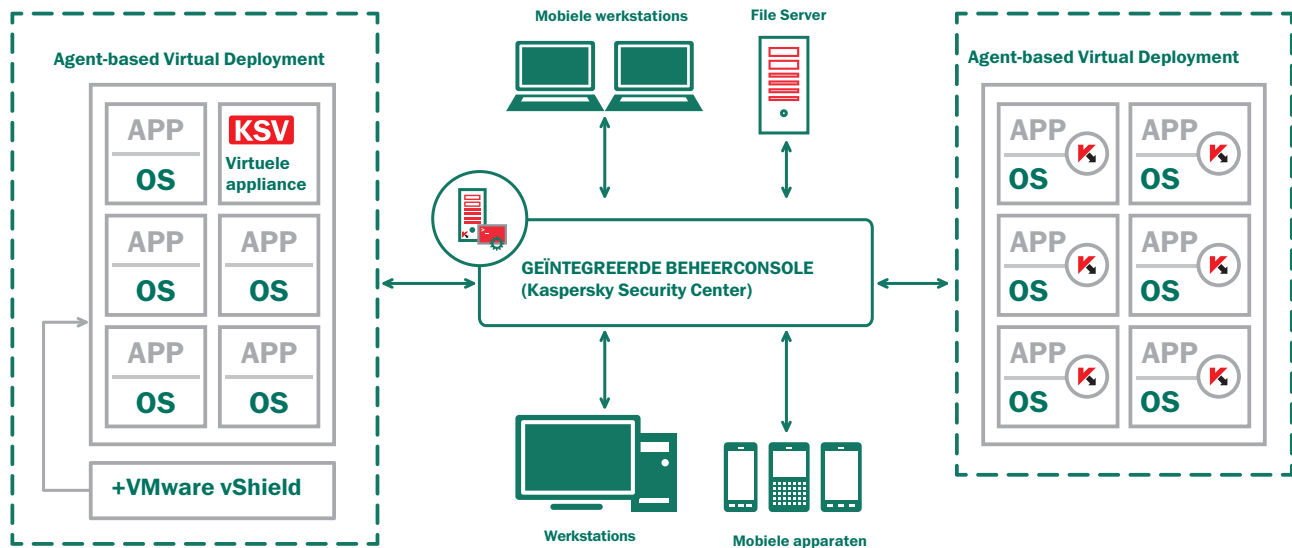 Agent-based Virtual Deployment
APP
OS
KSV
Virtuele
appliance
APP
OS
APP
OS
APP
OS
APP
OS
+VMware vShield
Mobiele werkstations
File Server
GEÏNTEGREERDE BEHEERCONSOLE
(Kaspersky Security Center)
Werkstations
Mobiele apparaten
Agent-based Virtual Deployment
APP
OS
APP
OS
APP
OS
APP
OS
APP
OS
APP
OS